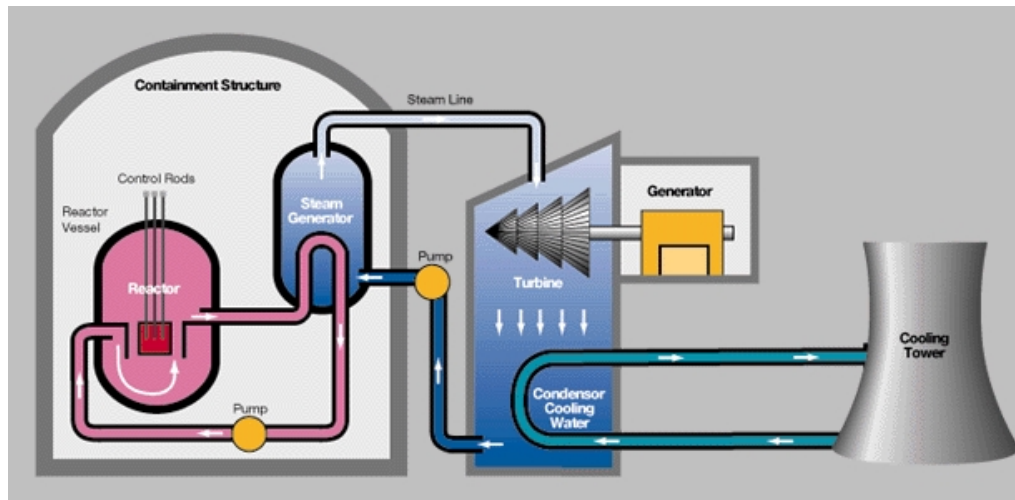 Containment Structure
Steam Line
Control Rods
Reactor
Vessel
Steam
Generator
Generator
Pump
Reactor
Turbine
Cooling
Tower
Condensor
Cooling
Water
Pump